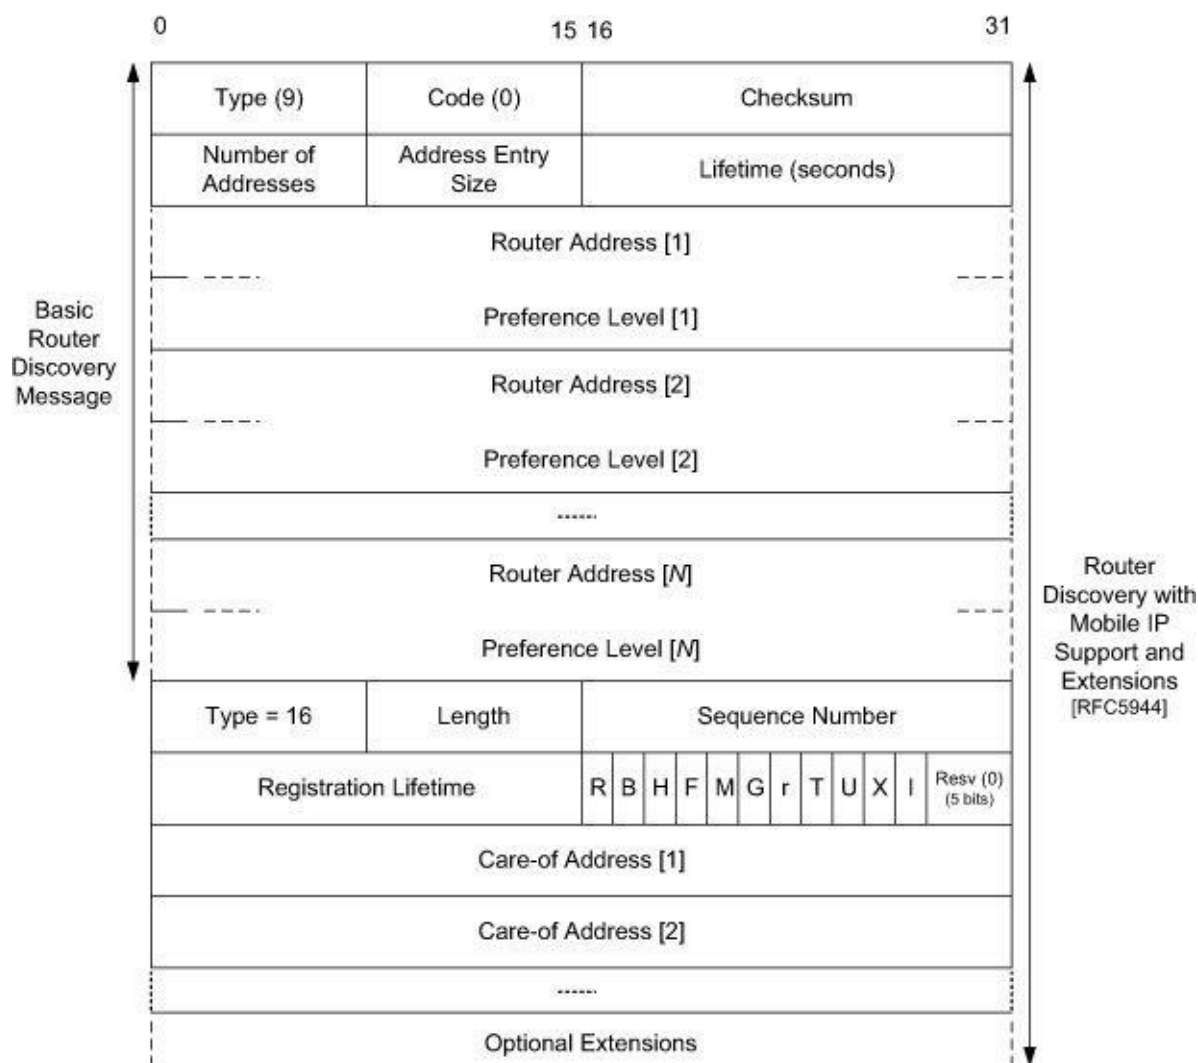 0 15 16 31
Type (9) Code (0) Checksum
Number of
Addresses
Address Entry
Size
Lifetime (seconds)
Router Address [1]
Preference Level [1]
Router Address [2]
Preference Level [2]
Router Address [N]
Preference Level [N]
Basic
Router
Discovery
Message
Type = 16 Length Sequence Number
Registration Lifetime R B H F M G r T U X I Resv (0)
(5 bits)
Care-of Address [1]
Care-of Address [2]
Optional Extensions
Router
Discovery with
Mobile IP
Support and
Extensions
[RFC5944]